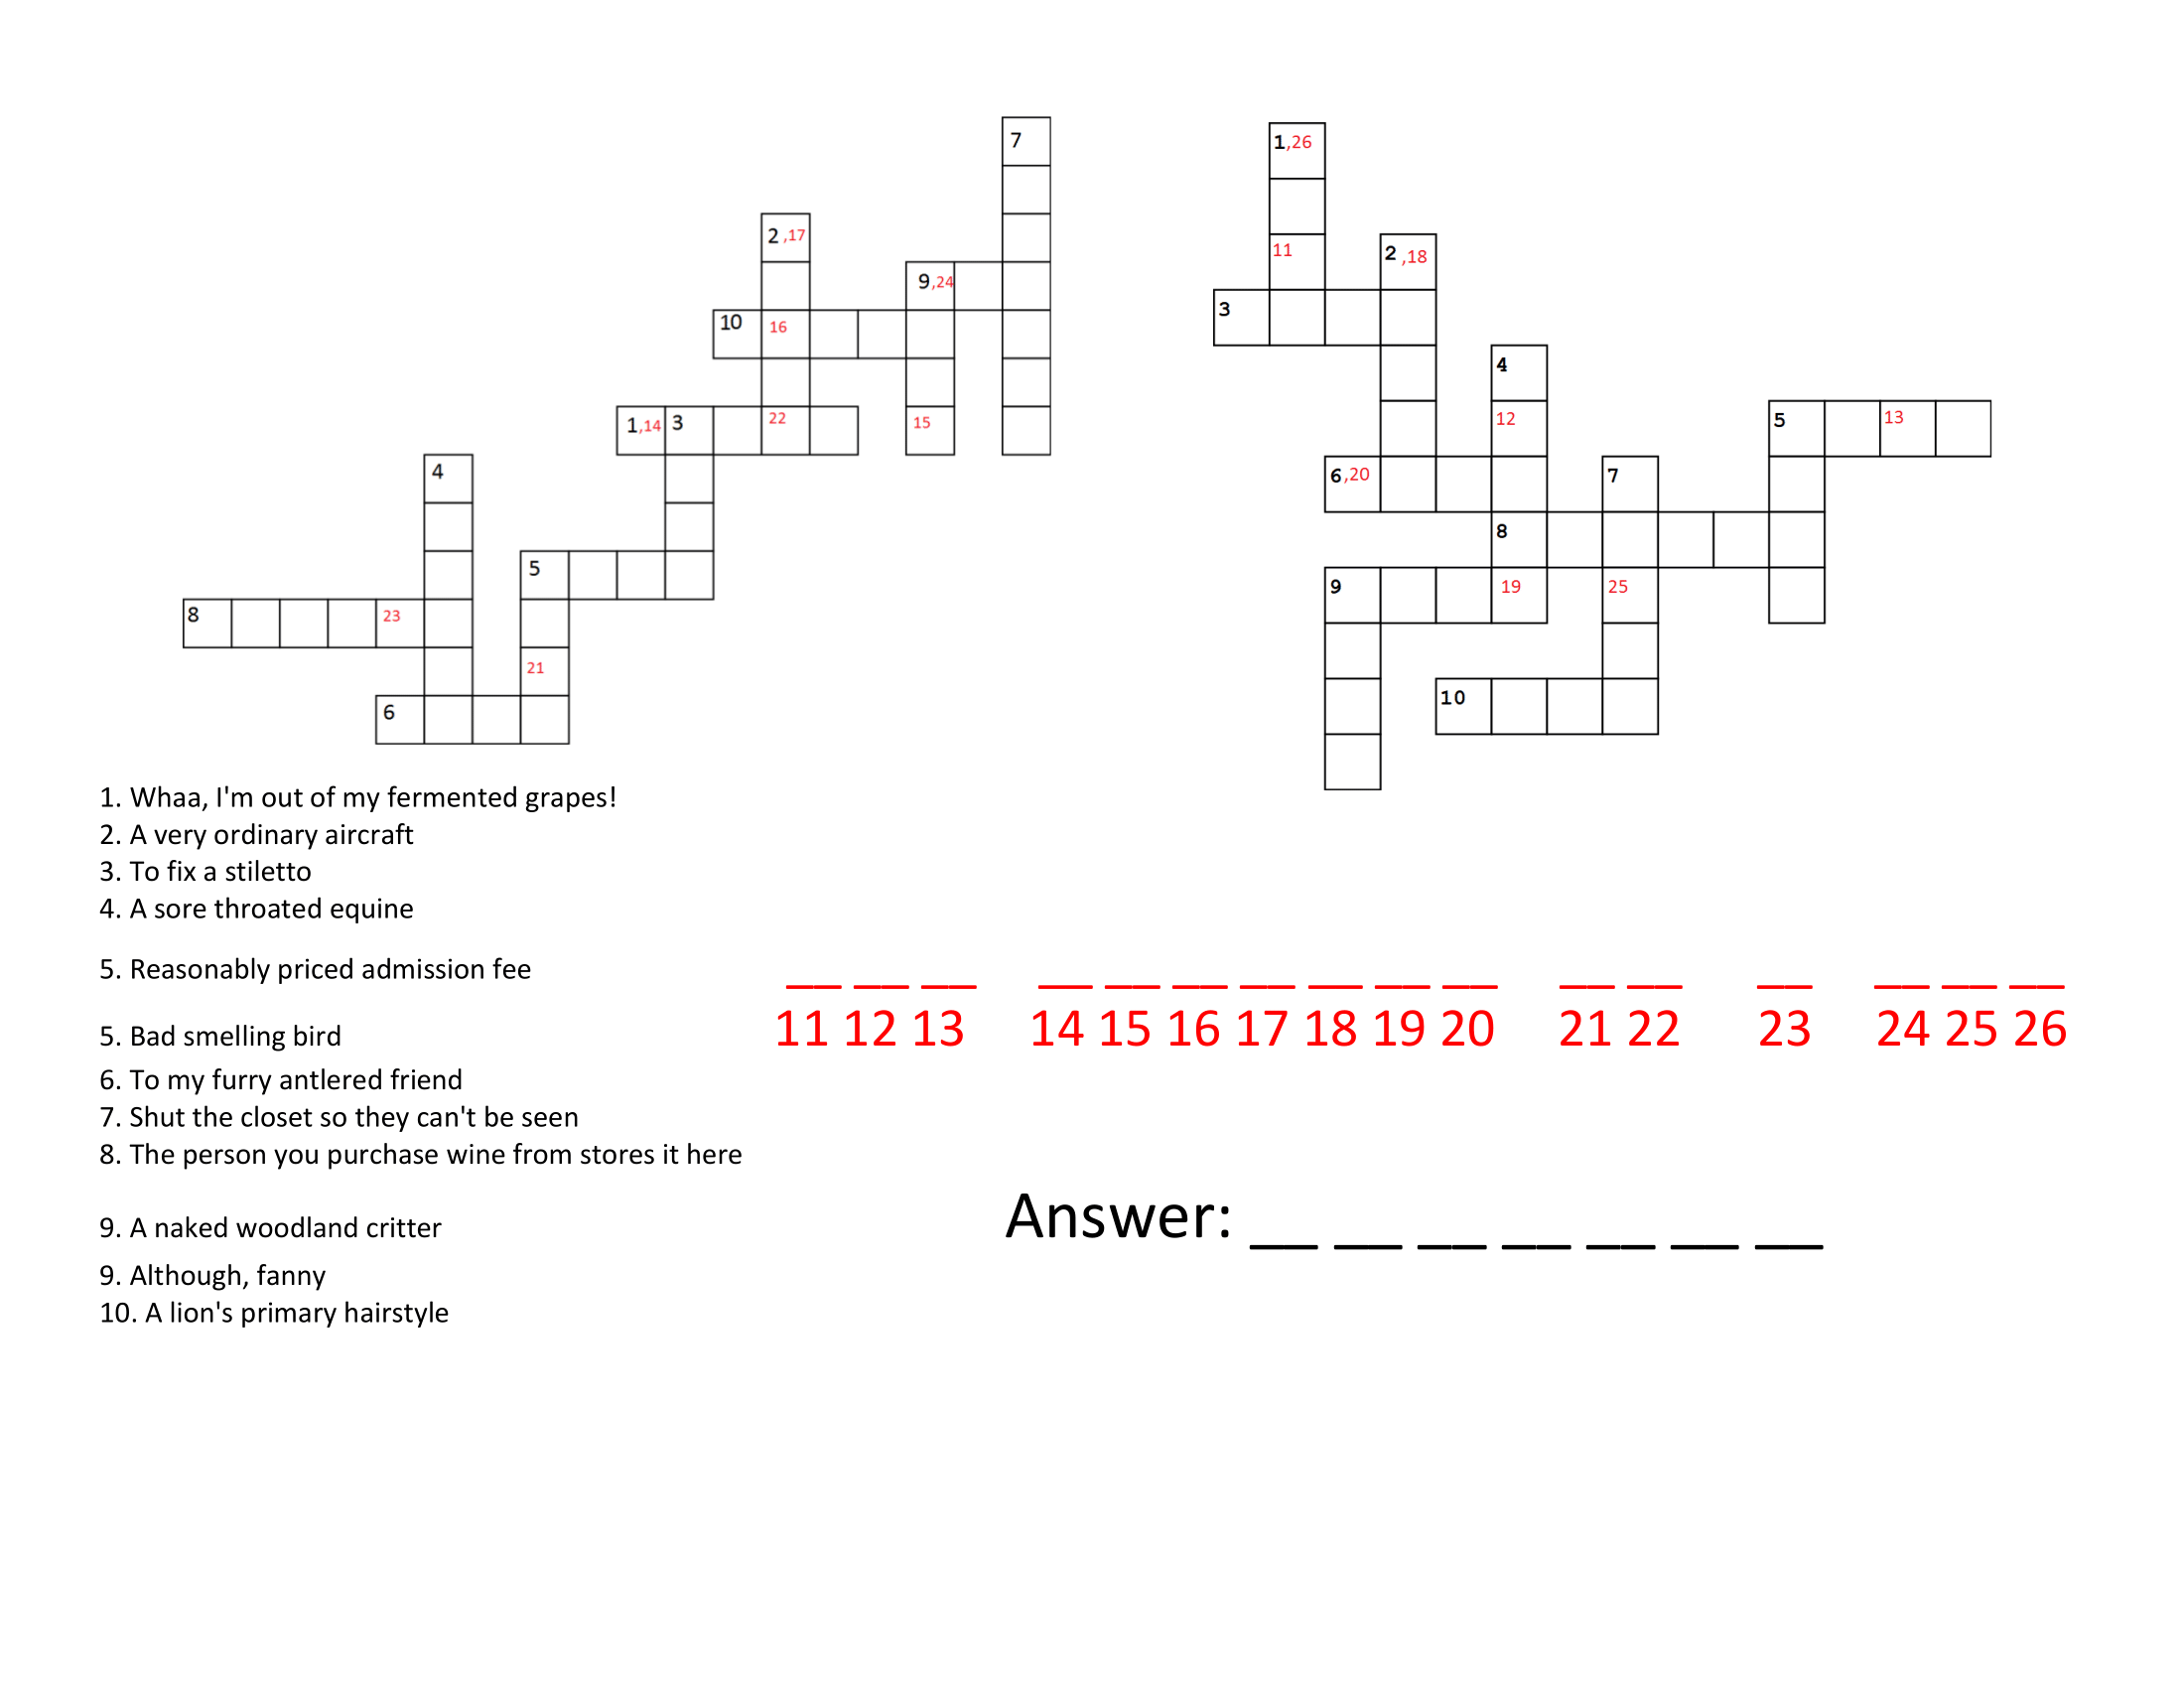 7
1,26
2,17
2,18
11
9,24
3
10
16
4
1,14
3
22
15
12
5
13
4
6,20
7
8
5
9
19
25
8
23
21
10
6
1. Whaa, I'm out of my fermented grapes!
2. A very ordinary aircraft
3. To fix a stiletto
4. A sore throated equine
5. Reasonably priced admission fee
5. Bad smelling bird
6. To my furry antlered friend
7. Shut the closet so they can't be seen
8. The person you purchase wine from stores it here
9. A naked woodland critter
9. Although, fanny
10. A lion's primary hairstyle
__ __ __ __ __ __ __ __ __ __ __ __ __ __ __ __
11 12 13 14 15 16 17 18 19 20 21 22 23 24 25 26
Answer: __ __ __ __ __ __ __